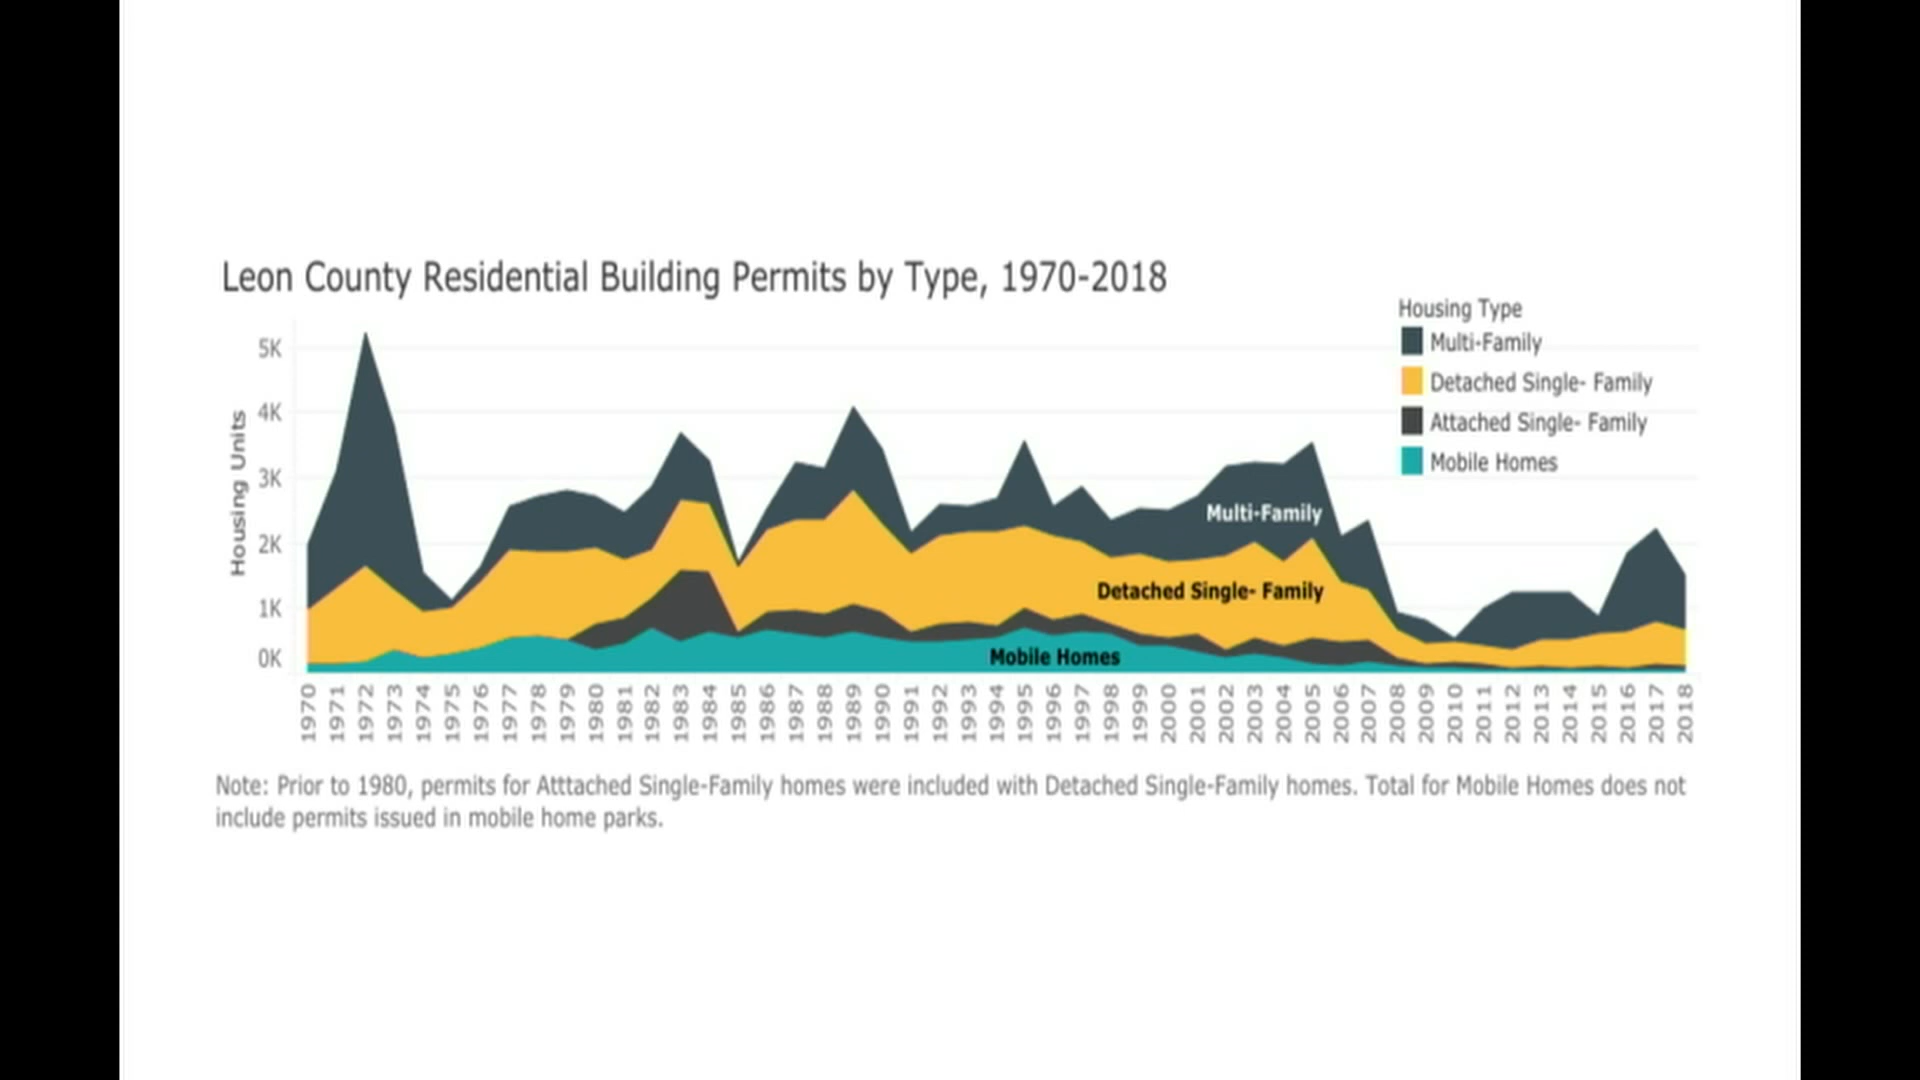 Leon County Residential Building Permits by Type, 1970-2018
Housing Type
Multi-Family
Detached Single- Family
Attached Single- Family
Mobile Homes
Housing Units
5K
4K
3K
2K
1K
0K
Multi-Family
Detached Single- Family
Mobile Homes
1970
1971
1972
1973
1974
1975
1976
1977
1978
1979
1980
1981
1982
1983
1984
1985
1986
1987
1988
1989
1990
1991
1992
1993
1994
1995
1996
1997
1998
1999
2000
2001
2002
2003
2004
2005
2006
2007
2008
2009
2010
2011
2012
2013
2014
2015
2016
2017
2018
Note: Prior to 1980, permits for Atttached Single-Family homes were included with Detached Single-Family homes. Total for Mobile Homes does not
include permits issued in mobile home parks.